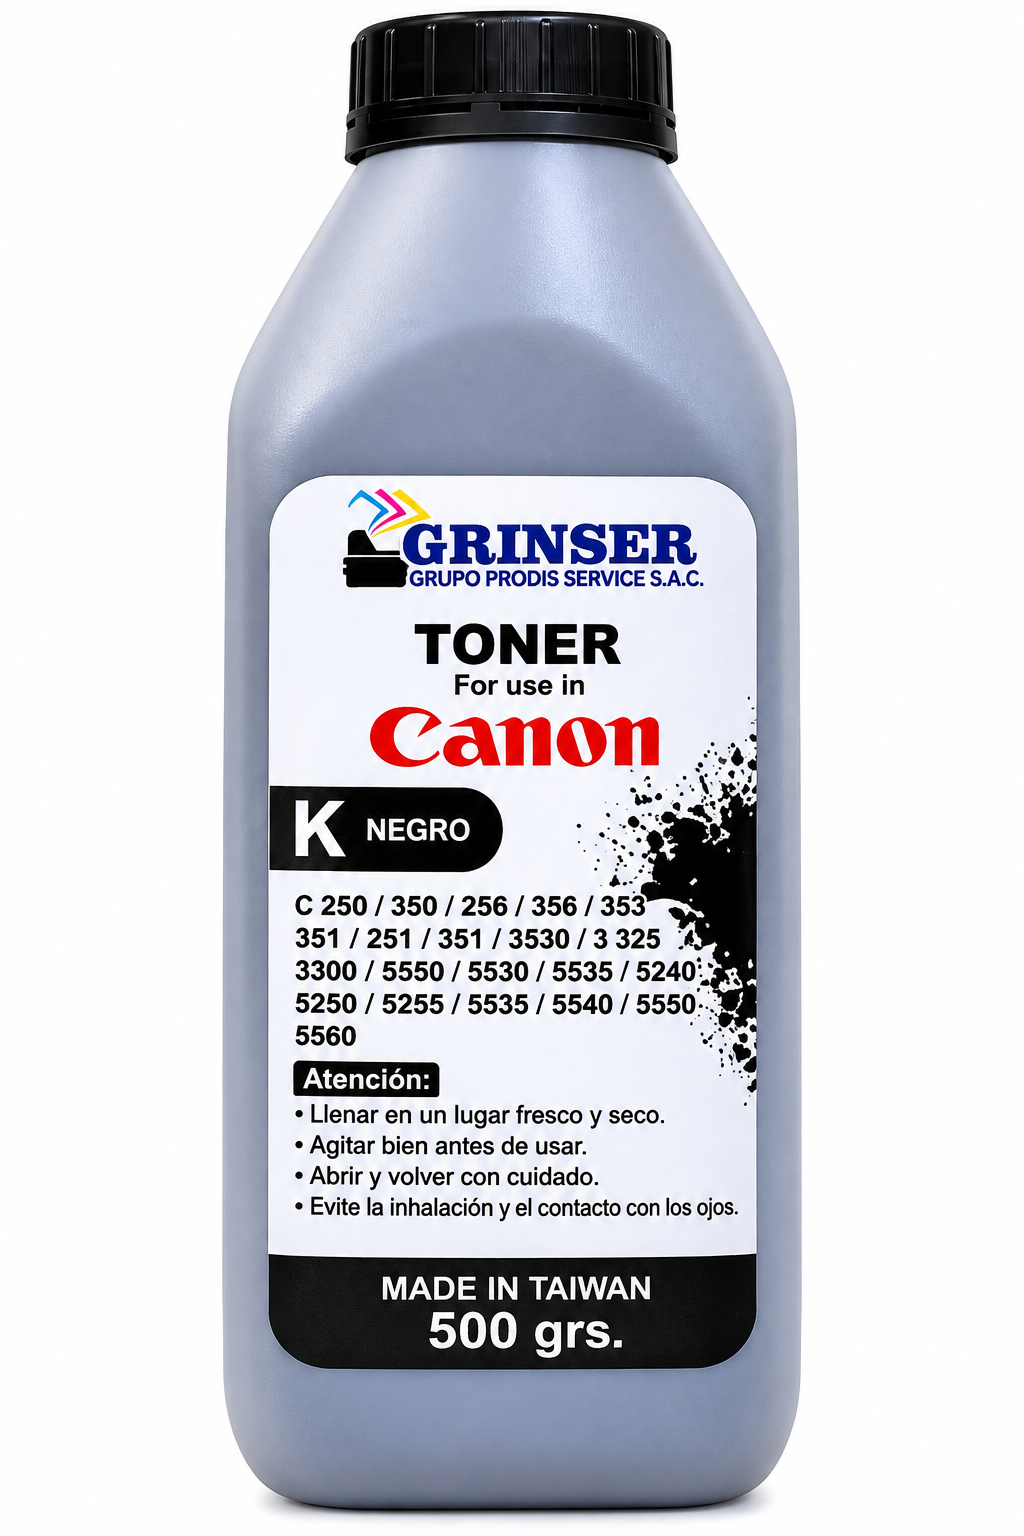 GRINSER
GRUPO PRODIS SERVICE S.A.C.
TONER
For use in
Canon
K NEGRO
C 250 / 350 / 256 / 356 / 353
351 / 251 / 351 / 3530 / 3 325
3300 / 5550 / 5530 / 5535 / 5240
5250 / 5255 / 5535 / 5540 / 5550
5560
Atención:
• Llenar en un lugar fresco y seco.
• Agitar bien antes de usar.
• Abrir y volver con cuidado.
• Evite la inhalación y el contacto con los ojos.
MADE IN TAIWAN
500 grs.